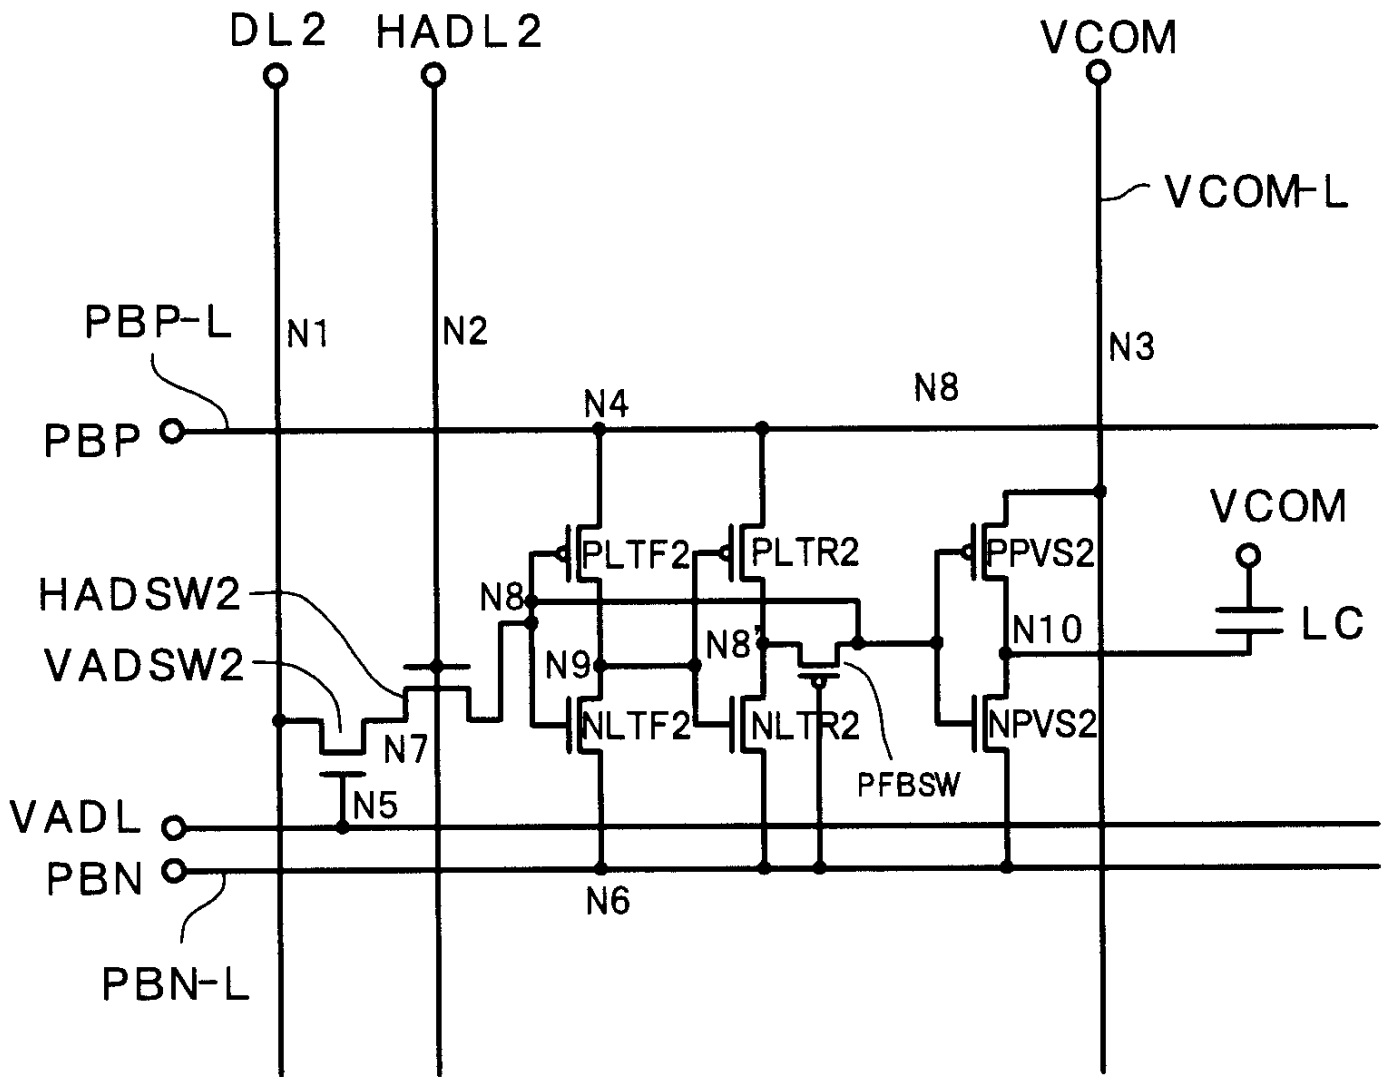 DL2 HADL2 VCOM
VCOM-L
PBP-L N1 N2 N3
N4 N8
PBP
VCOM
PLTF2 PLTR2 PPVS2
HADSW2 N8
N8' N10 LC
VADSW2 N9
NLTF2 NLTR2 NPVS2
N7
PFBSW
N5
VADL
PBN
N6
PBN-L